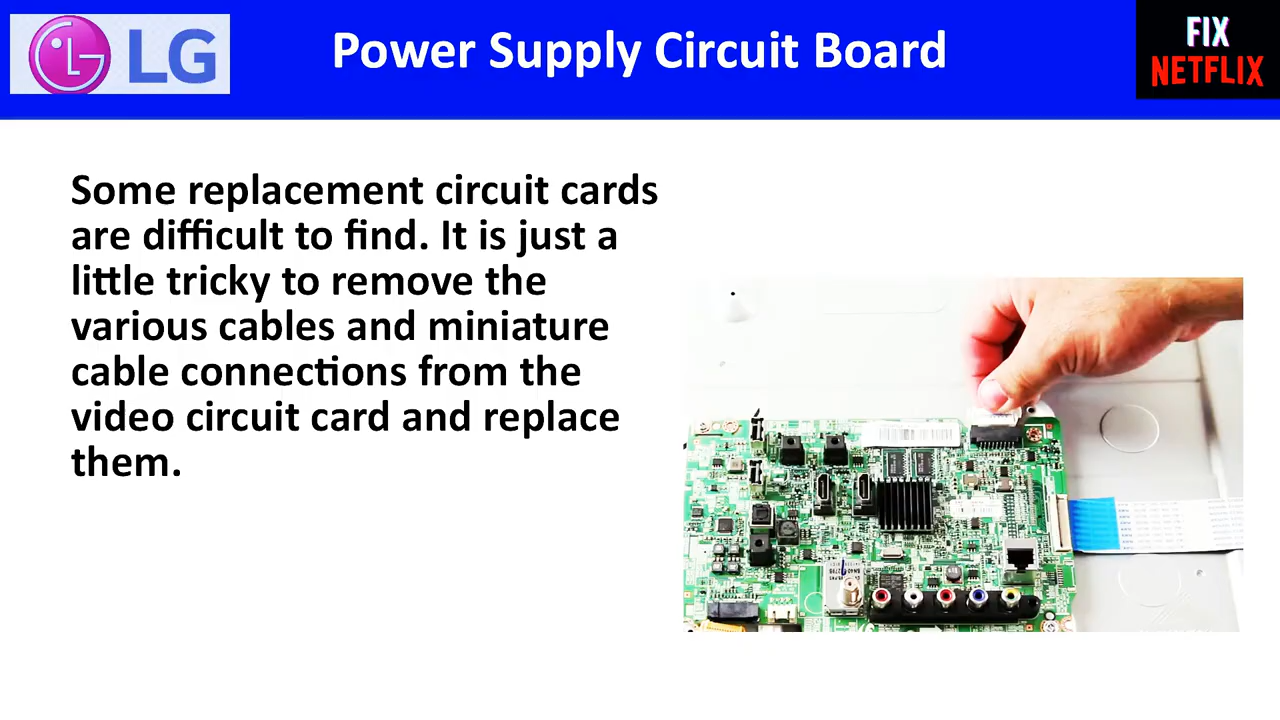 LG
Power Supply Circuit Board
FIX
NETFLIX
Some replacement circuit cards
are difficult to find. It is just a
little tricky to remove the
various cables and miniature
cable connections from the
video circuit card and replace
them.